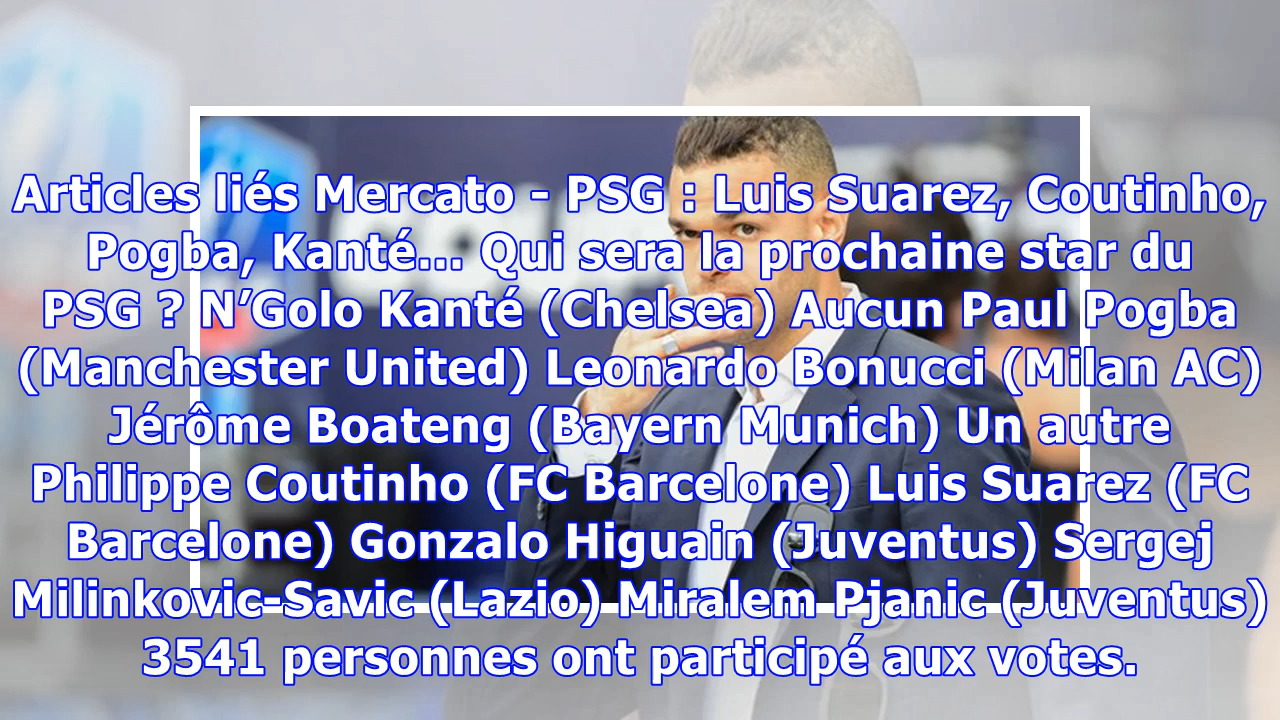 Articles liés Mercato - PSG : Luis Suarez, Coutinho,
Pogba, Kanté... Qui sera la prochaine star du
PSG ? N’Golo Kanté (Chelsea) Aucun Paul Pogba
(Manchester United) Leonardo Bonucci (Milan AC)
Jérôme Boateng (Bayern Munich) Un autre
Philippe Coutinho (FC Barcelone) Luis Suarez (FC
Barcelone) Gonzalo Higuain (Juventus) Sergej
Milinkovic-Savic (Lazio) Miralem Pjanic (Juventus)
3541 personnes ont participé aux votes.